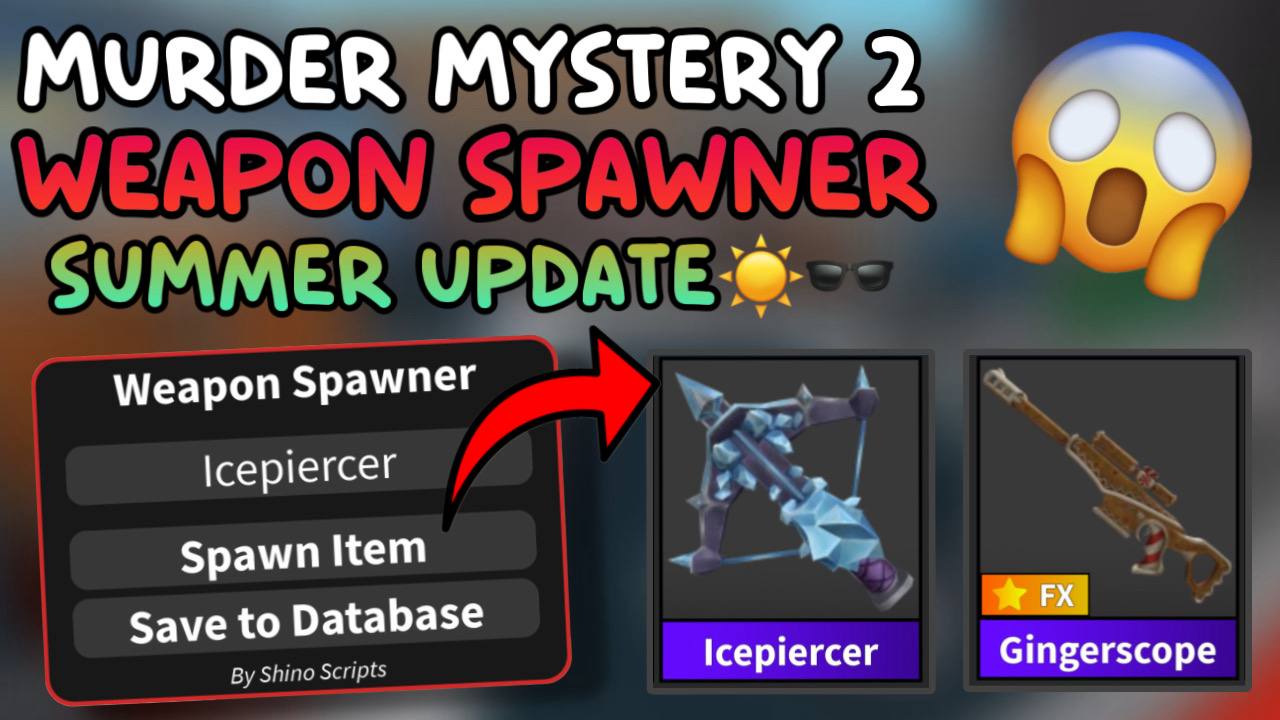 MURDER MYSTERY 2
WEAPON SPAWNER
SUMMER UPDATE☀️🕶️
Weapon Spawner
Icepiercer
Spawn Item
Save to Database
By Shino Scripts
Icepiercer
FX
Gingerscope